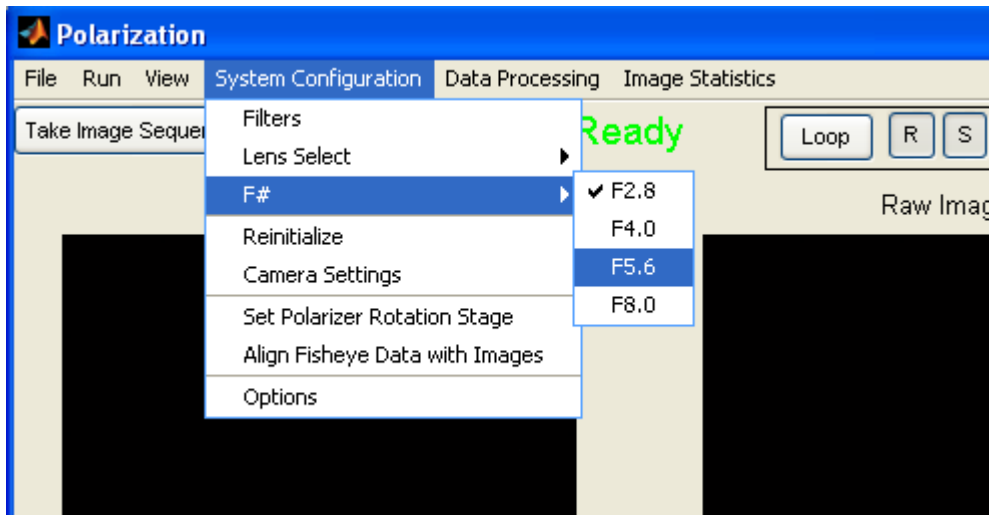 Polarization
File Run View System Configuration Data Processing Image Statistics
Take Image Seque
Ready
Loop R S
Raw Imag
Filters
Lens Select
F#
Reinitialize
Camera Settings
Set Polarizer Rotation Stage
Align Fisheye Data with Images
Options
F2.8
F4.0
F5.6
F8.0